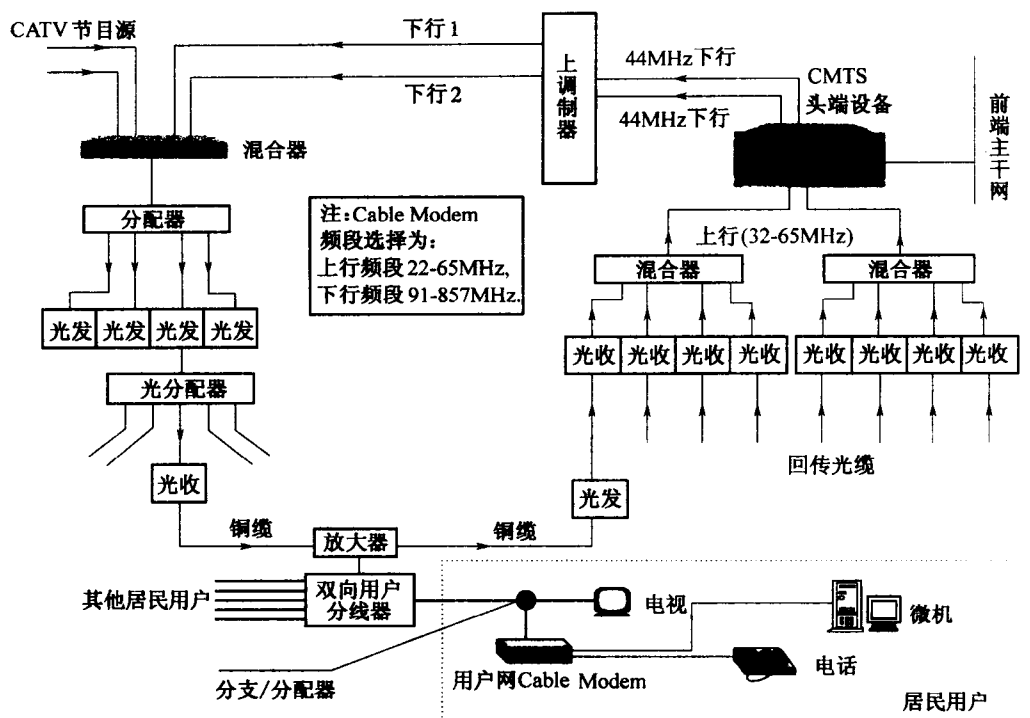 CATV 节目源
下行1
下行2
上调制器
44MHz下行
44MHz下行
CMTS
头端设备
前端主干网
混合器
分配器
注:Cable Modem
频段选择为:
上行频段22-65MHz,
下行频段91-857MHz.
上行(32-65MHz)
混合器
混合器
光发 光发 光发 光发
光收 光收 光收 光收
光收 光收 光收 光收
光分配器
回传光缆
光收
光发
铜缆
放大器
铜缆
其他居民用户
双向用户
分线器
电视
微机
分支/分配器
用户网Cable Modem
电话
居民用户